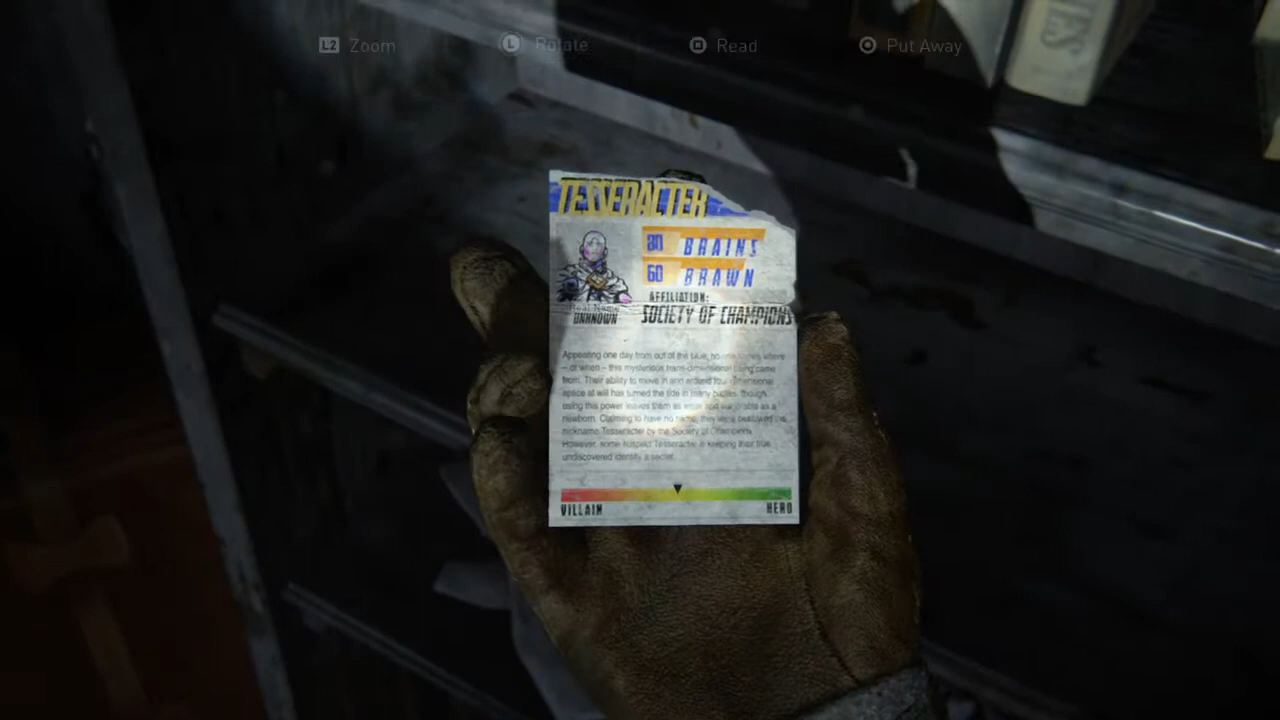 L2 Zoom
L Rotate
Read
Put Away
TES
TESSERACTER
80 BRAINS
60 BRAWN
AFFILIATION:
SOCIETY OF CHAMPIONS
Real Name
UNKNOWN
Appearing one day from out of the blue, no one knows where
– of when – this mysterious trans-dimensional being came
from. Their ability to move in and around four-dimensional
space at will has turned the tide in many battles, though
using this power leaves them as weak and vulnerable as a
newborn. Claiming to have no name, they were bestowed the
nickname Tesseracter by the Society of Champions.
However, some suspect Tesseracter is keeping their true
undiscovered identity a secret.
VILLAIN
HERO